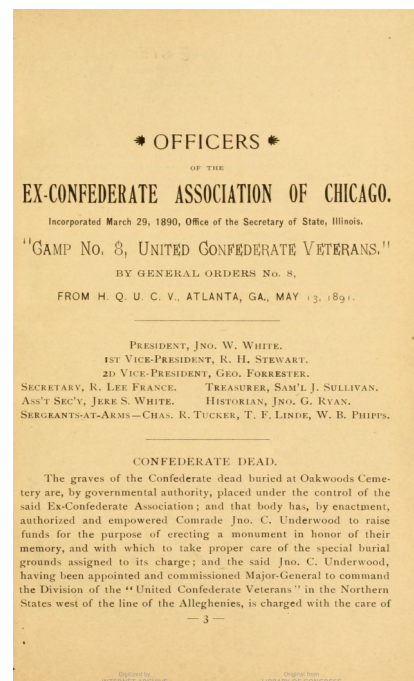 * OFFICERS *
OF THE
EX-CONFEDERATE ASSOCIATION OF CHICAGO.
Incorporated March 29, 1890, Office of the Secretary of State, Illinois.
"CAMP NO. 8, UNITED CONFEDERATE VETERANS."
BY GENERAL ORDERS No. 8,
FROM H. Q. U. C. V., ATLANTA, GA., MAY 13, 1891.
PRESIDENT, JNO. W. WHITE.
1ST VICE-PRESIDENT, R. H. STEWART.
2D VICE-PRESIDENT, GEO. FORRESTER.
SECRETARY, R. LEE FRANCE. TREASURER, SAM'L J. SULLIVAN.
ASS'T SEC'Y, JERE S. WHITE. HISTORIAN, JNO. G. RYAN.
SERGEANTS-AT-ARMS—CHAS. R. TUCKER, T. F. LINDE, W. B. PHIPPS.
CONFEDERATE DEAD.
The graves of the Confederate dead buried at Oakwoods Ceme-
tery are, by governmental authority, placed under the control of the
said Ex-Confederate Association; and that body has, by enactment,
authorized and empowered Comrade Jno. C. Underwood to raise
funds for the purpose of erecting a monument in honor of their
memory, and with which to take proper care of the special burial
grounds assigned to its charge; and the said Jno. C. Underwood,
having been appointed and commissioned Major-General to command
the Division of the "United Confederate Veterans" in the Northern
States west of the line of the Alleghenies, is charged with the care of
— 3 —
Digitized by
INTERNET ARCHIVE
Original from
LIBRARY OF CONGRESS